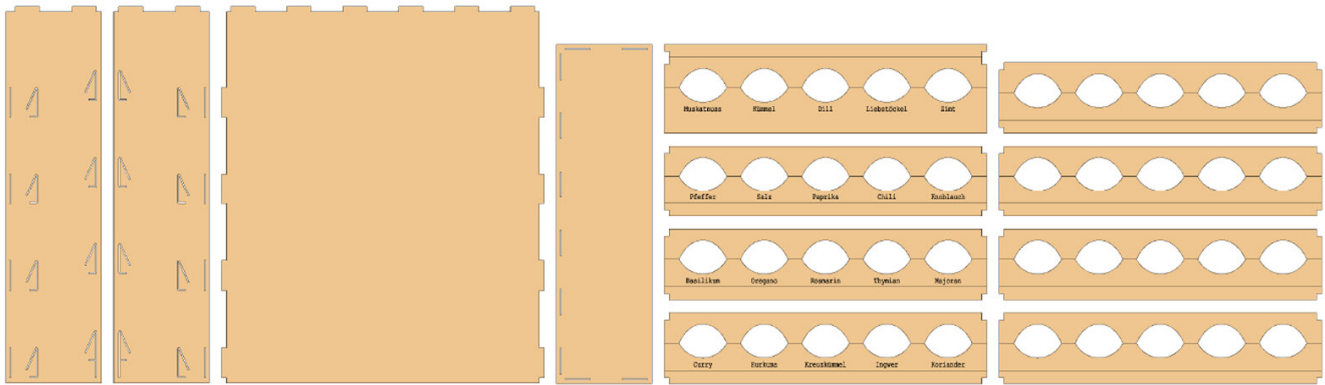 Muskatnuss Kümmel Dill Liebstöckel Zimt
Pfeffer Salz Paprika Chili Knoblauch
Basilikum Oregano Rosmarin Thymian Majoran
Curry Kurkuma Kreuzkümmel Ingwer Koriander